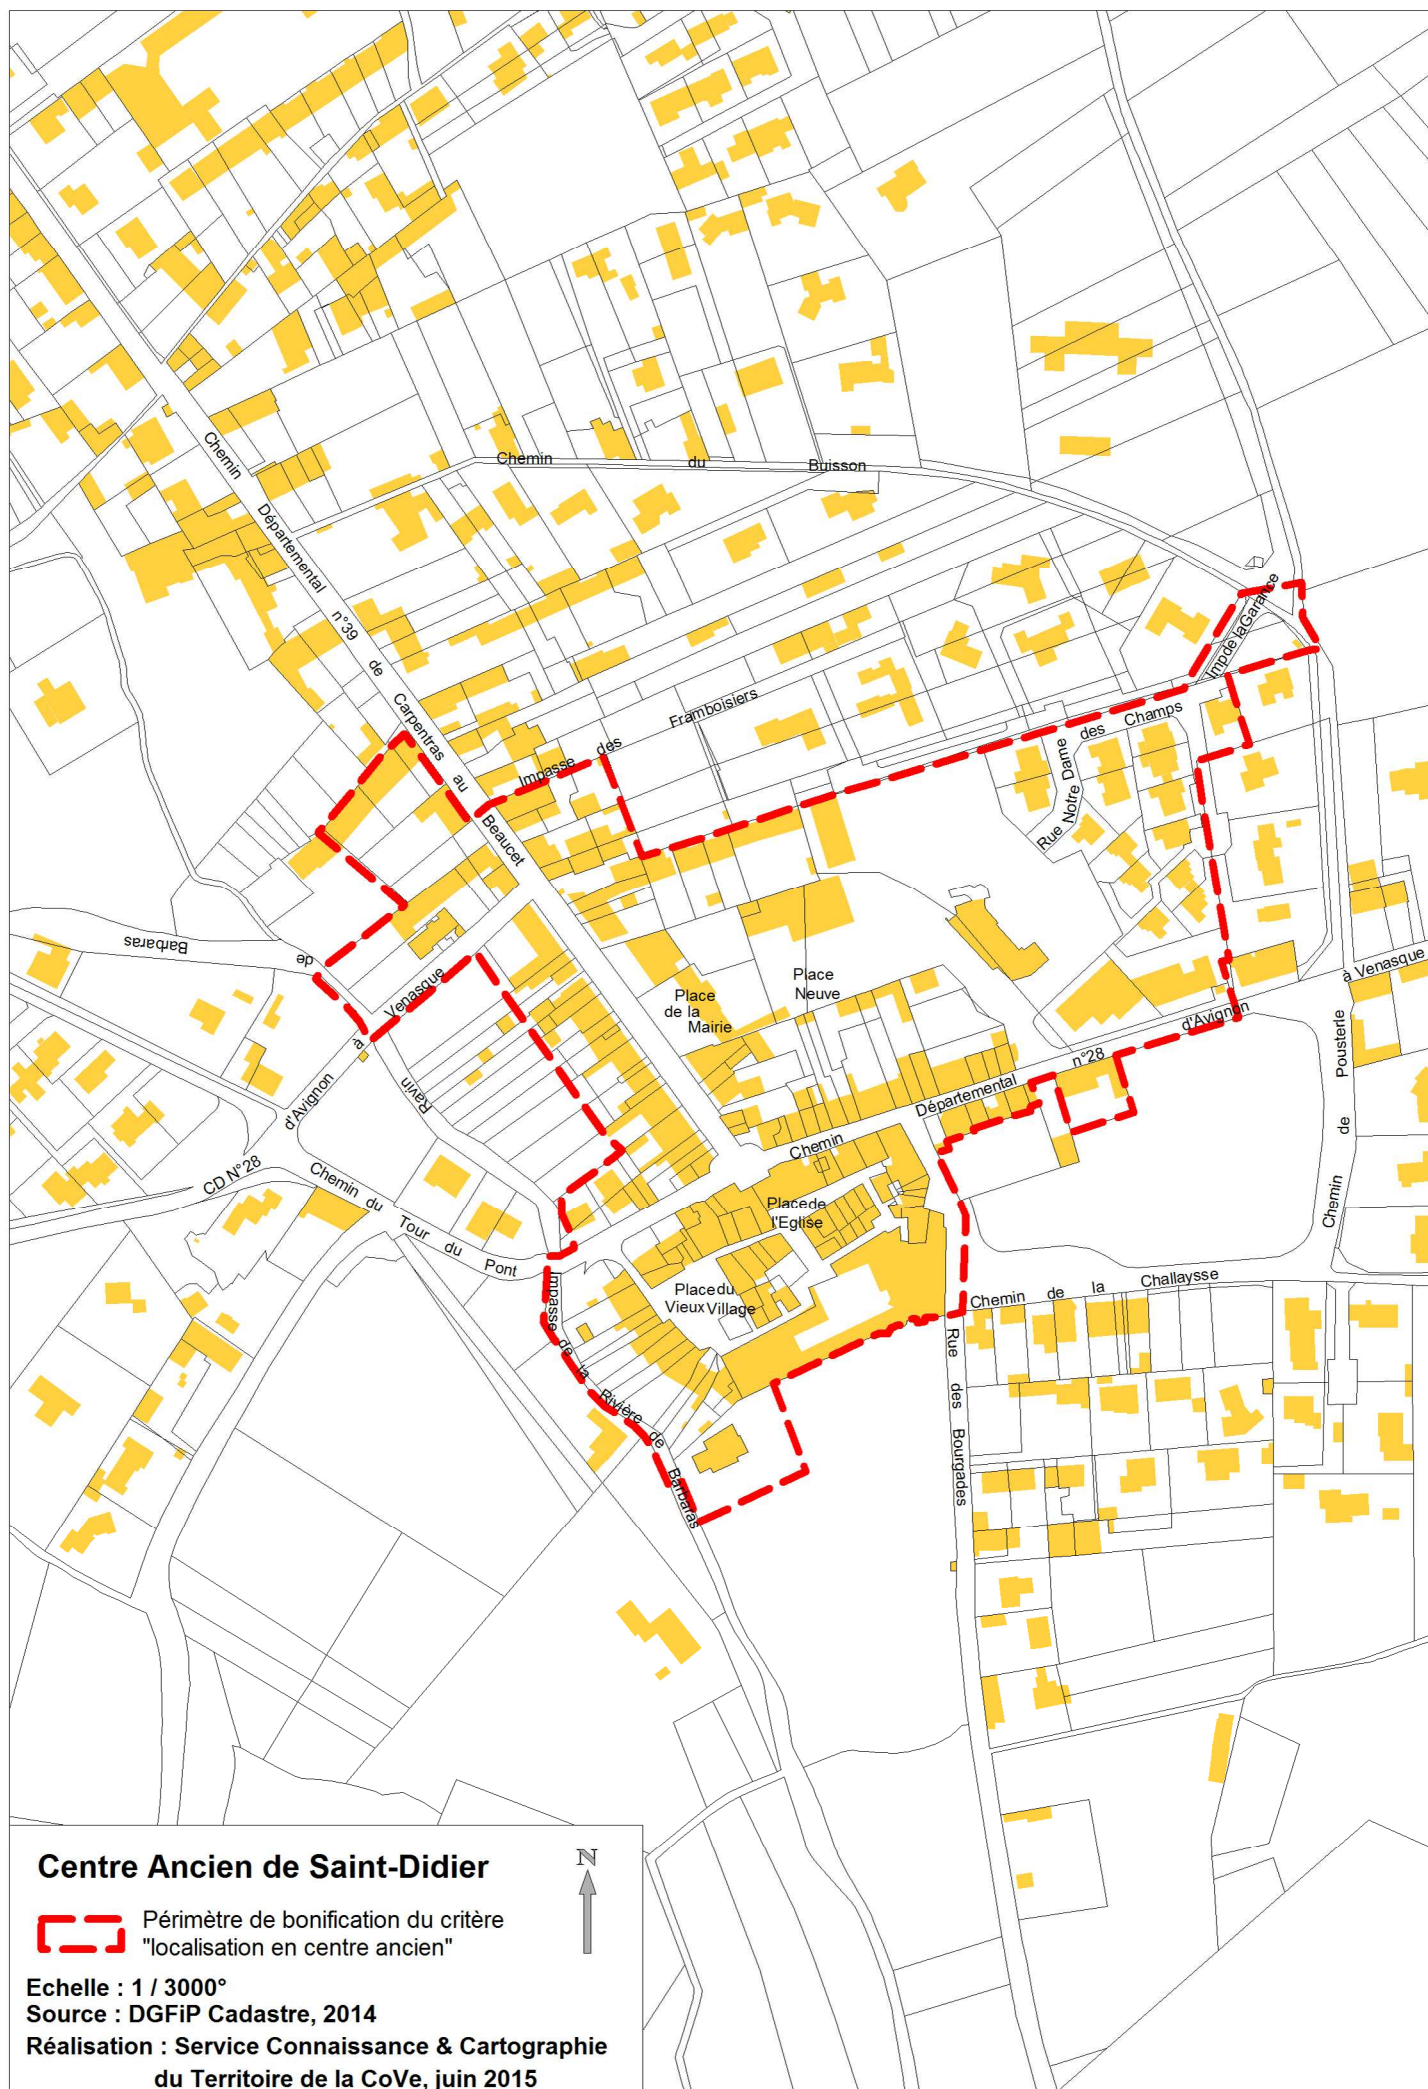 Chemin du Buisson
Chemin Départemental n°39 de Carpentras au Beaucet
Imp de la Garance
Impasse des Framboisiers
Rue Notre Dame des Champs
Barbaras
de
Ravin
d'Avignon à Venasque
Place
Neuve
Place
de la
Mairie
Chemin Départemental n°28 d'Avignon à Venasque
Chemin de Pousterle
CD N°28
Chemin du Tour du Pont
Place de
l'Eglise
Place du
Vieux Village
Impasse de la Rivière de Barbaras
Chemin de la Challaysse
Rue des Bourgades
Centre Ancien de Saint-Didier
N
Périmètre de bonification du critère
"localisation en centre ancien"
Echelle : 1 / 3000°
Source : DGFiP Cadastre, 2014
Réalisation : Service Connaissance & Cartographie
du Territoire de la CoVe, juin 2015